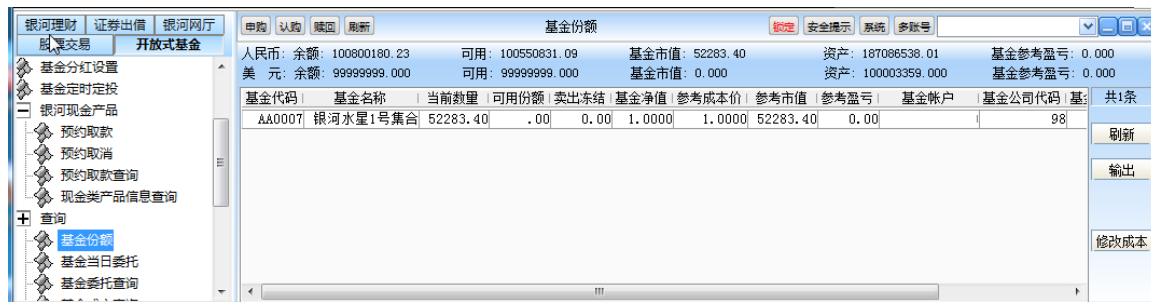 银河理财 证券出借 银河网厅
股票交易 开放式基金
基金分红设置
基金定时定投
银河现金产品
预约取款
预约取消
预约取款查询
现金类产品信息查询
查询
基金份额
基金当日委托
基金委托查询
申购 认购 赎回 刷新 基金份额 锁定 安全提示 系统 多账号
人民币: 余额: 100800180.23 可用: 100550831.09 基金市值: 52283.40 资产: 187086538.01 基金参考盈亏: 0.000
美 元: 余额: 99999999.000 可用: 99999999.000 基金市值: 0.000 资产: 100003359.000 基金参考盈亏: 0.000
基金代码 基金名称 当前数量 可用份额 卖出冻结 基金净值 参考成本价 参考市值 参考盈亏 基金帐户 基金公司代码 共1条
AA0007 银河水星1号集合 52283.40 .00 0.00 1.0000 1.0000 52283.40 0.00 98
刷新
输出
修改成本